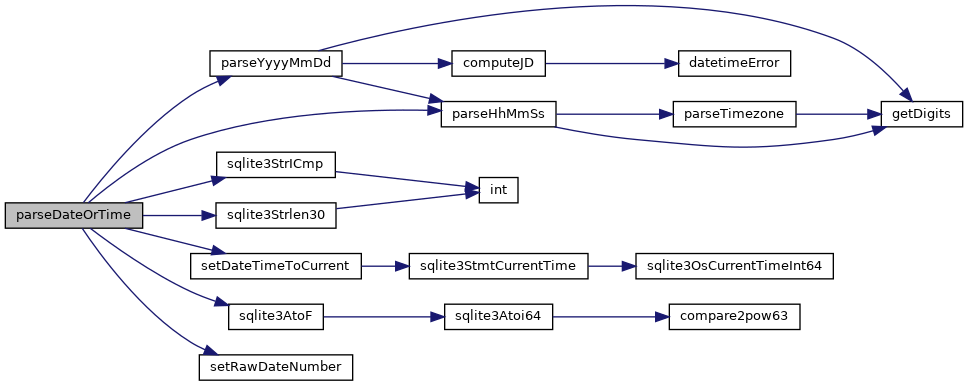 parseYyyyMmDd
computeJD
datetimeError
parseHhMmSs
parseTimezone
getDigits
sqlite3StrICmp
int
parseDateOrTime
sqlite3Strlen30
setDateTimeToCurrent
sqlite3StmtCurrentTime
sqlite3OsCurrentTimeInt64
sqlite3AtoF
sqlite3Atoi64
compare2pow63
setRawDateNumber